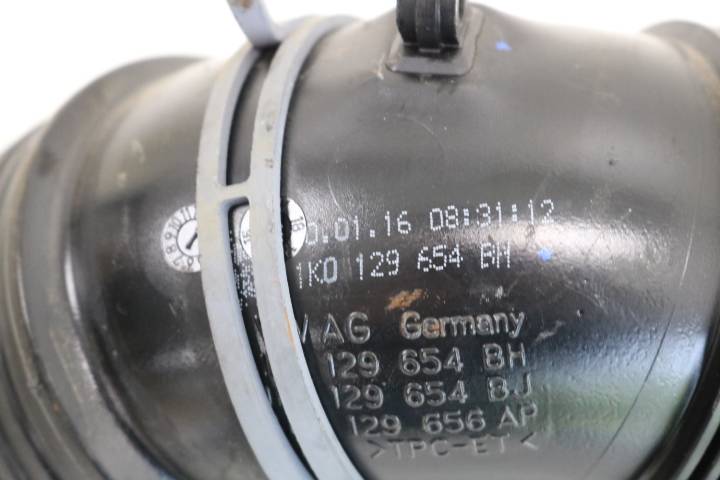 0.01.16 08:31:12
1K0 129 654 BH
AG Germany
129 654 BH
129 654 BJ
129 656 AP
>TPC-ET<